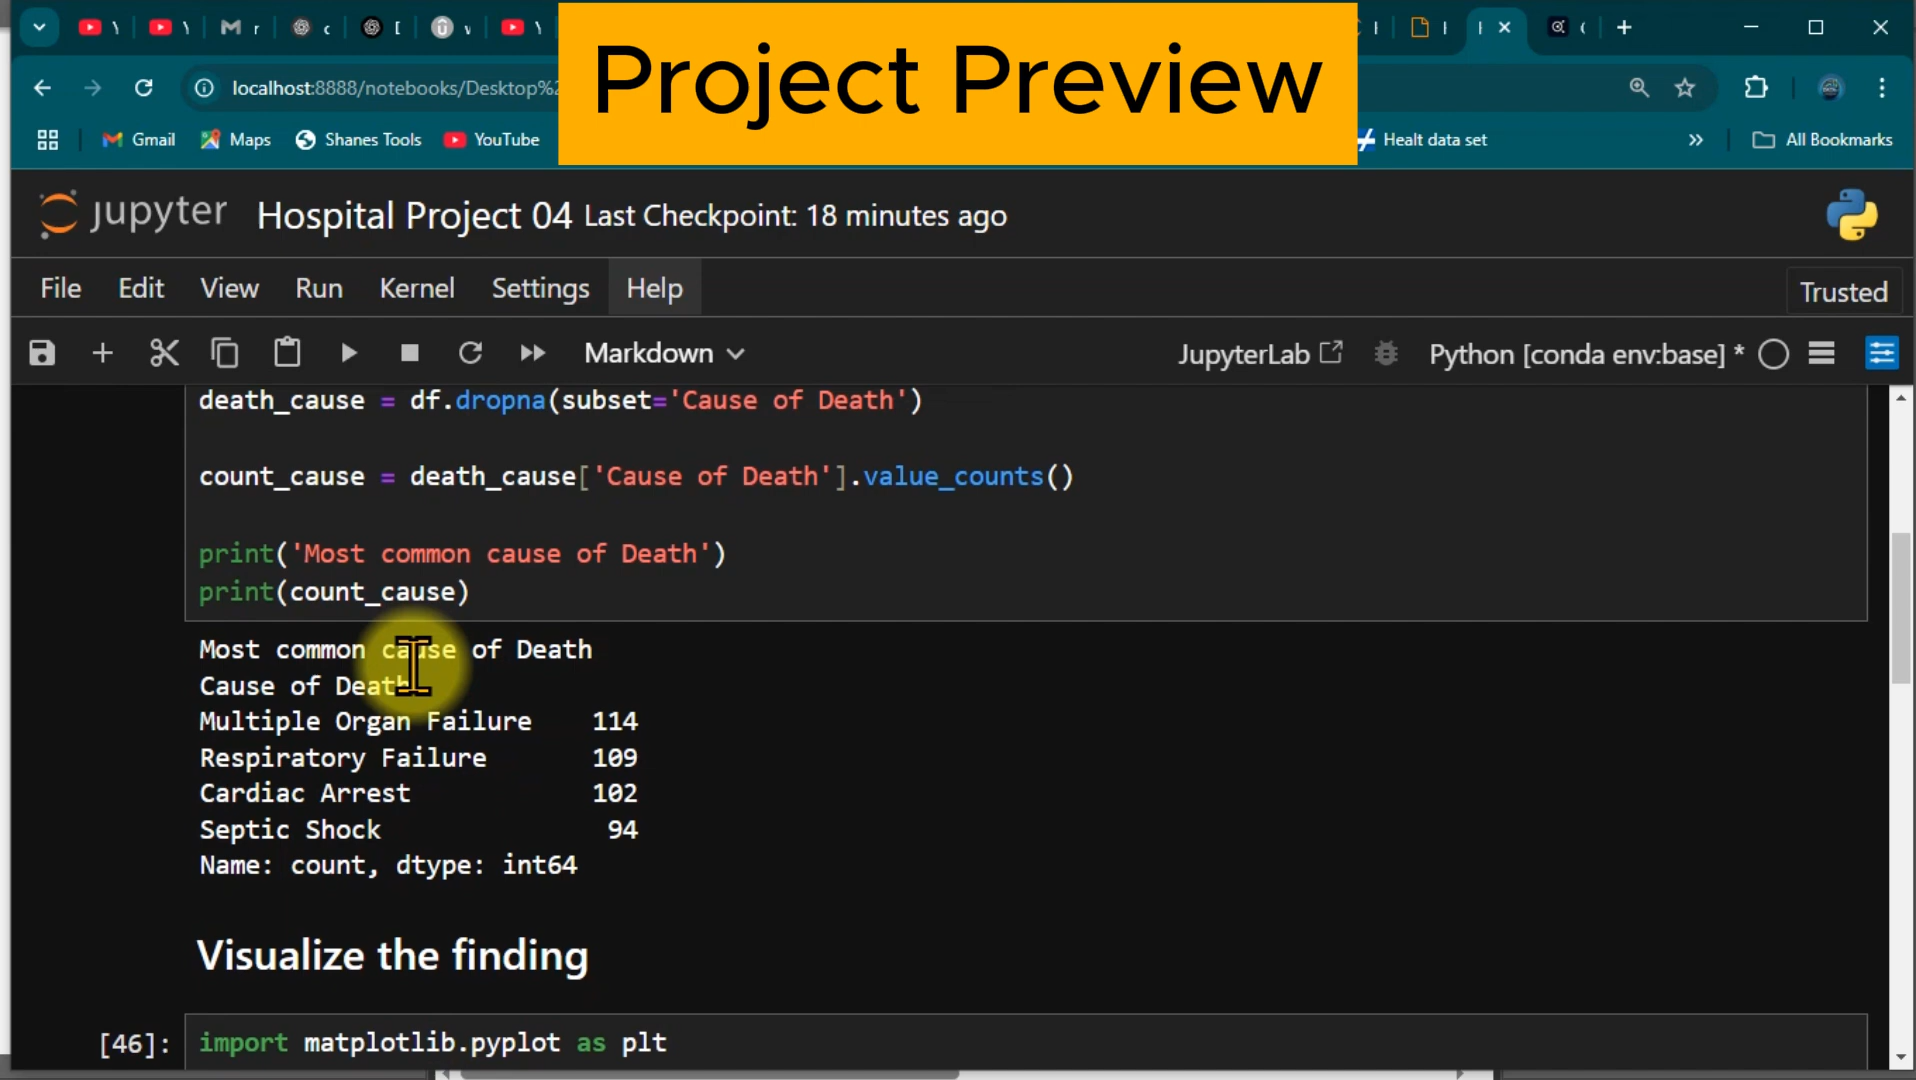 Project Preview
localhost:8888/notebooks/Desktop%2
Gmail
Maps
Shanes Tools
YouTube
Healt data set
»
All Bookmarks
jupyter
Hospital Project 04 Last Checkpoint: 18 minutes ago
File Edit View Run Kernel Settings Help
Trusted
Markdown
JupyterLab
Python [conda env:base] *
death_cause = df.dropna(subset='Cause of Death')
count_cause = death_cause['Cause of Death'].value_counts()
print('Most common cause of Death')
print(count_cause)
Most common cause of Death
Cause of Death
Multiple Organ Failure 114
Respiratory Failure 109
Cardiac Arrest 102
Septic Shock 94
Name: count, dtype: int64
Visualize the finding
[46]: import matplotlib.pyplot as plt